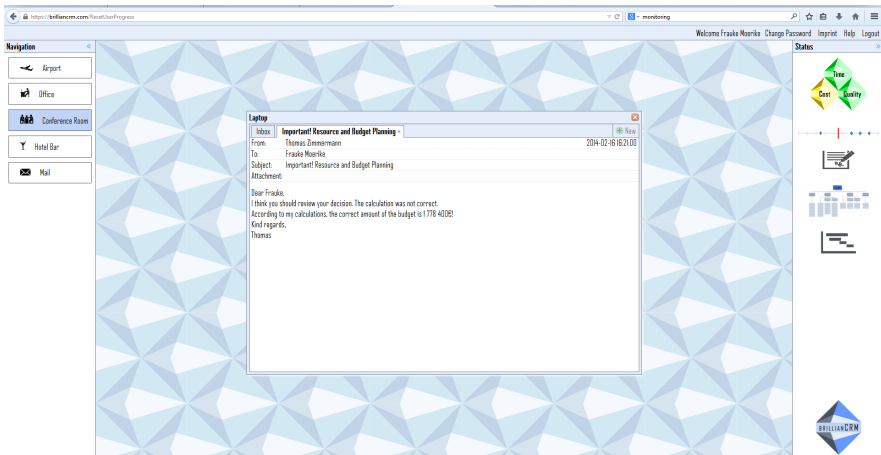 https://brilliancrm.com/ResetUserProgress
monitoring
Welcome Frauke Moerike Change Password Imprint Help Logout
Navigation «
Airport
Office
Conference Room
Hotel Bar
Mail
Laptop
Inbox Important! Resource and Budget Planning × New
From: Thomas Zimmermann 2014-02-16 16:21:00
To: Frauke Moerike
Subject: Important! Resource and Budget Planning
Attachment:
Dear Frauke,
I think you should review your decision. The calculation was not correct.
According to my calculations, the correct amount of the budget is 1 778 400€!
Kind regards,
Thomas
Status »
Time
Cost Quality
BRILLIANCRM